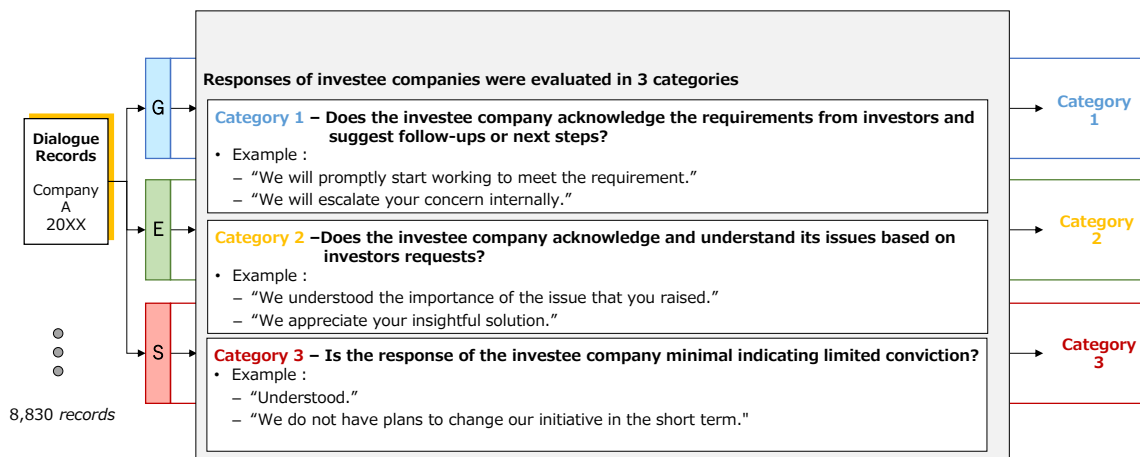 Responses of investee companies were evaluated in 3 categories
Dialogue
Records
Company
A
20XX
8,830 records
G
E
S
Category 1 – Does the investee company acknowledge the requirements from investors and
suggest follow-ups or next steps?
• Example :
– “We will promptly start working to meet the requirement.”
– “We will escalate your concern internally.”
Category 2 –Does the investee company acknowledge and understand its issues based on
investors requests?
• Example :
– “We understood the importance of the issue that you raised.”
– “We appreciate your insightful solution.”
Category 3 – Is the response of the investee company minimal indicating limited conviction?
• Example :
– “Understood.”
– “We do not have plans to change our initiative in the short term."
Category
1
Category
2
Category
3